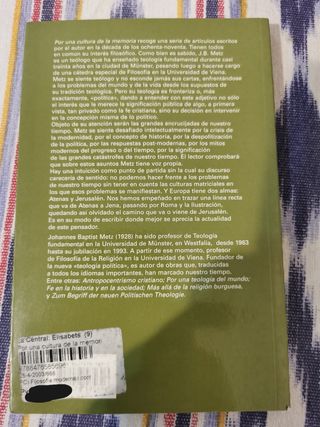 Por una cultura de la memoria recoge una serie de artículos escritos
por el autor en la década de los ochenta-noventa. Tienen todos
en común su interés filosófico. Como bien es sabido, J.B. Metz
es un teólogo que ha enseñado teología fundamental durante casi
treinta años en la ciudad de Münster, pasando luego a hacerse cargo
de una cátedra especial de Filosofía en la Universidad de Viena.
Metz se siente teólogo y no esconde jamás sus cartas, enfrentándose
a los problemas del mundo y de la vida desde los supuestos de
su tradición teológica. Pero su teología es fronteriza o, más
exactamente, «política»; dando a entender con este adjetivo no sólo
el interés que le merece la significación pública de algo, a primera
vista, tan privado como la fe cristiana, sino su decisión de intervenir
en la concepción misma de lo político.
Objeto de su atención serán las grandes encrucijadas de nuestro
tiempo. Metz se siente desafiado intelectualmente por la crisis de
la modernidad, por el concepto de historia, por la despolitización
de la política, por las respuestas post-modernas, por los mitos
modernos del progreso o del tiempo, por la significación
de las grandes catástrofes de nuestro tiempo. El lector comprobará
que sobre estos asuntos Metz tiene voz propia.
Hay una intuición como punto de partida sin la cual su discurso
carecería de sentido: no podemos hacer frente a los problemas
de nuestro tiempo sin tener en cuenta las culturas materiales en
las que esos problemas se manifiestan. Y Europa tiene dos almas:
Atenas y Jerusalén. Nos hemos empeñado en trazar una línea recta
que va de Atenas a Jena, pasando por Roma y la Ilustración,
quedando así olvidado el camino que va o viene de Jerusalén.
Es en su modo de escribir donde mejor se aprecia la actualidad
de este pensador.
Johannes Baptist Metz (1928) ha sido profesor de Teología
fundamental en la Universidad de Münster, en Westfalia, desde 1963
hasta su jubilación en 1993. A partir de ese momento, profesor
de Filosofía de la Religión en la Universidad de Viena. Fundador
de la nueva «teología política», es autor de obras que, traducidas
a todos los idiomas importantes, han marcado nuestro tiempo.
Entre otras: Antropocentrismo cristiano; Por una teología del mundo;
Fe en la historia y en la sociedad; Más allá de la religión burguesa,
y Zum Begriff der neuen Politischen Theologie.
Central: Elisabets (9)
Por una cultura de la memori